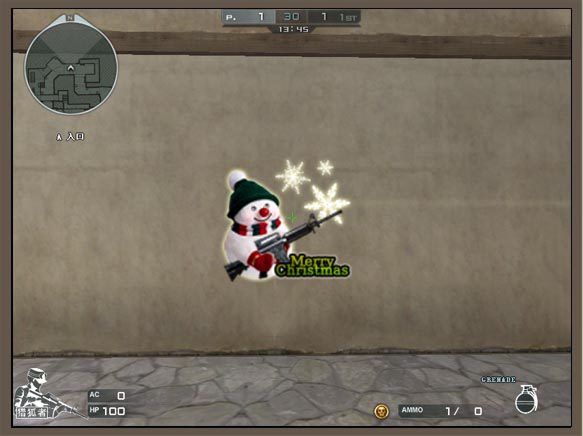 P. 1 30 1 1ST
13:45
N
A 入口
Merry
Christmas
GRENADE
猎狐者
AC 0
HP 100
AMMO 1/ 0